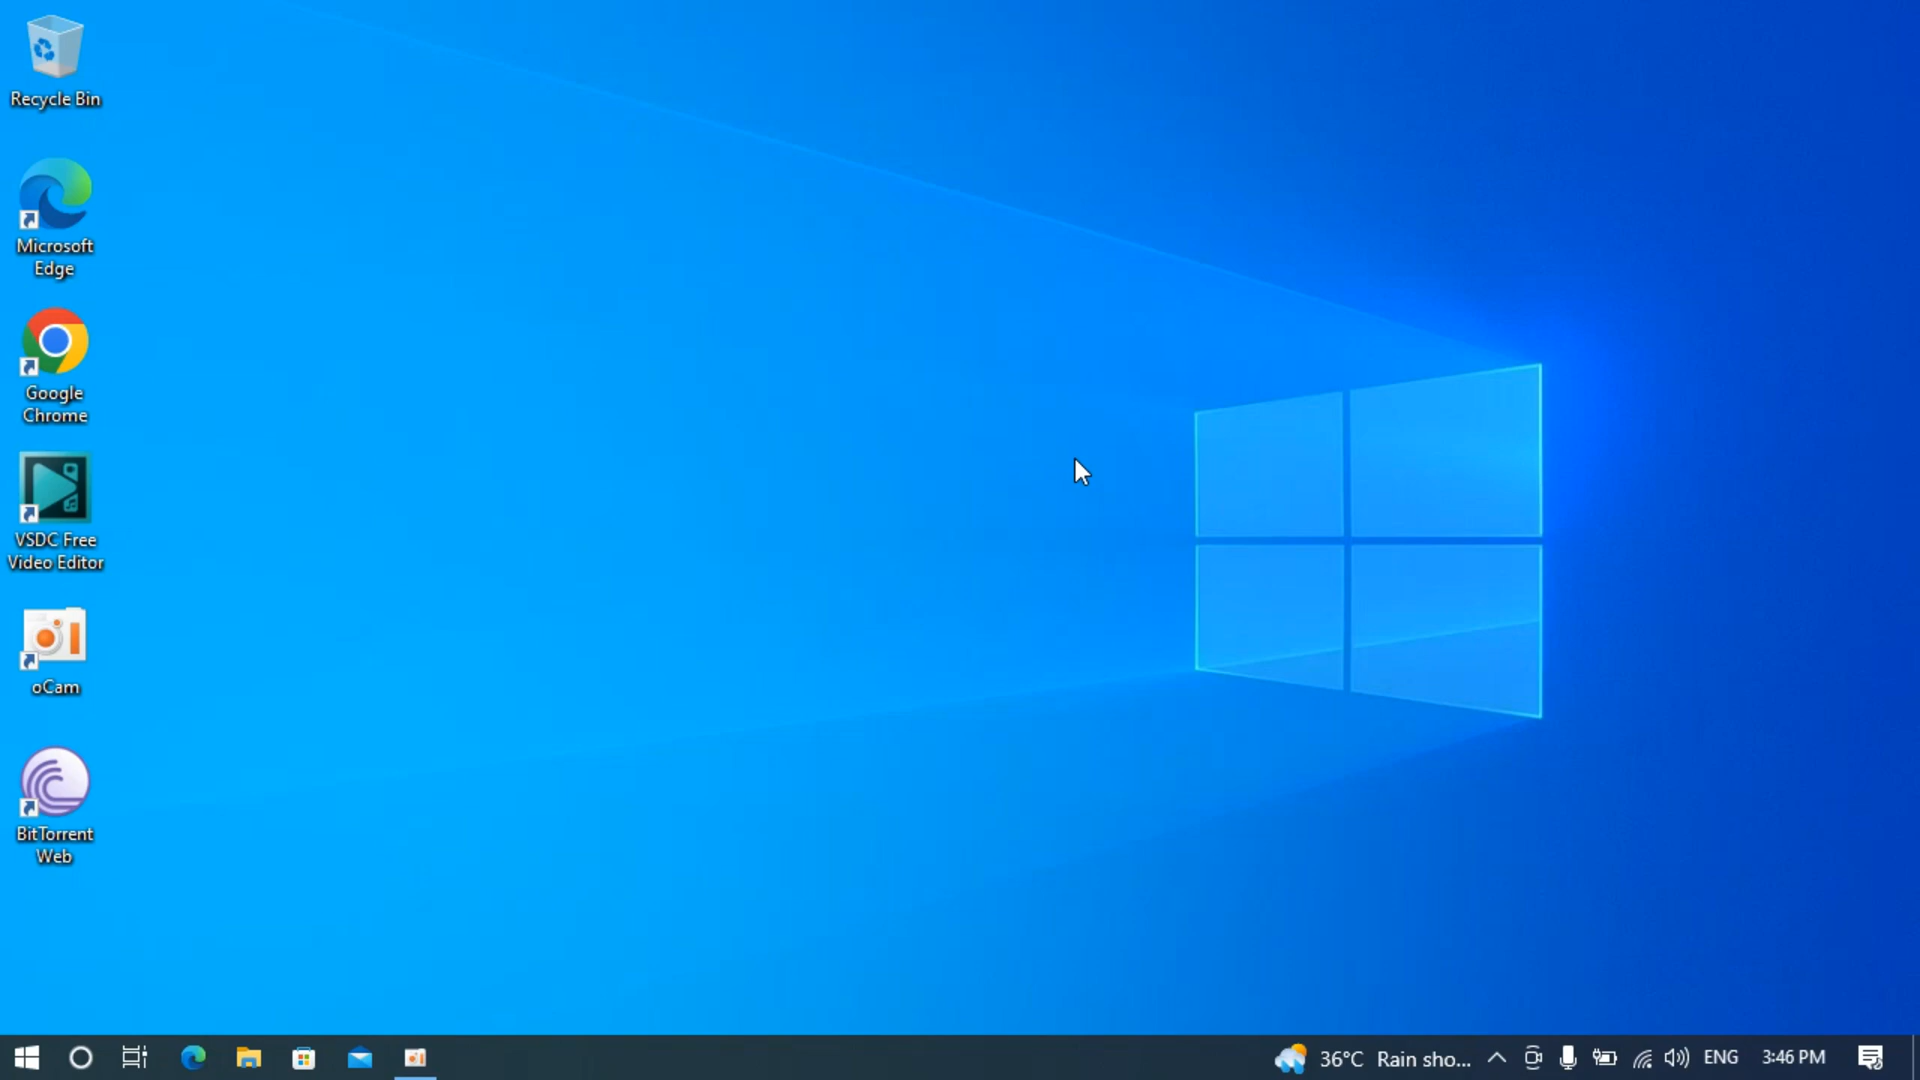 Recycle Bin
Microsoft
Edge
Google
Chrome
VSDC Free
Video Editor
oCam
BitTorrent
Web
36°C Rain sho... ENG 3:46 PM